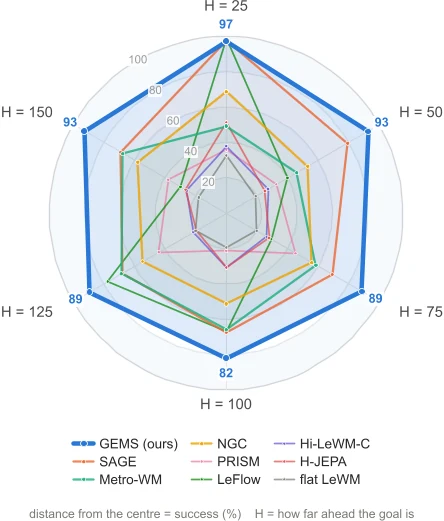 H = 25
97
100
H = 150
80
H = 50
93
60
93
40
20
H = 125
89
89
H = 75
82
H = 100
GEMS (ours) NGC Hi-LeWM-C
SAGE PRISM H-JEPA
Metro-WM LeFlow flat LeWM
distance from the centre = success (%) H = how far ahead the goal is